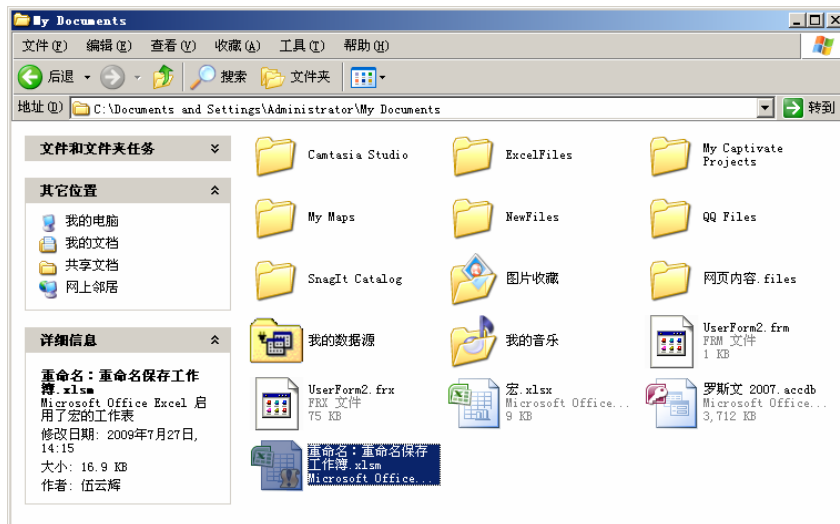 My Documents
文件(F) 编辑(E) 查看(V) 收藏(A) 工具(T) 帮助(H)
后退 搜索 文件夹
地址(D) C:\Documents and Settings\Administrator\My Documents 转到
文件和文件夹任务
其它位置
我的电脑
我的文档
共享文档
网上邻居
详细信息
重命名：重命名保存工作
簿.xlsm
Microsoft Office Excel 启
用了宏的工作表
修改日期: 2009年7月27日,
14:15
大小: 16.9 KB
作者: 伍云辉
Camtasia Studio
ExcelFiles
My Captivate
Projects
My Maps
NewFiles
QQ Files
SnagIt Catalog
图片收藏
网页内容.files
我的数据源
我的音乐
UserForm2.frm
FRM 文件
1 KB
UserForm2.frx
FRX 文件
75 KB
宏.xlsx
Microsoft Office...
9 KB
罗斯文 2007.accdb
Microsoft Office...
3,712 KB
重命名：重命名保存
工作簿.xlsm
Microsoft Office...